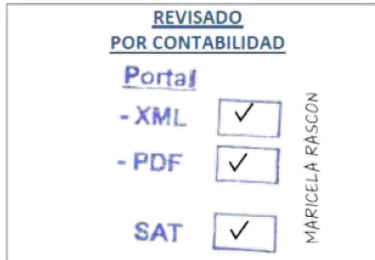 REVISADO
POR CONTABILIDAD
Portal
- XML ✓
- PDF ✓
SAT ✓
MARICELA RASCON